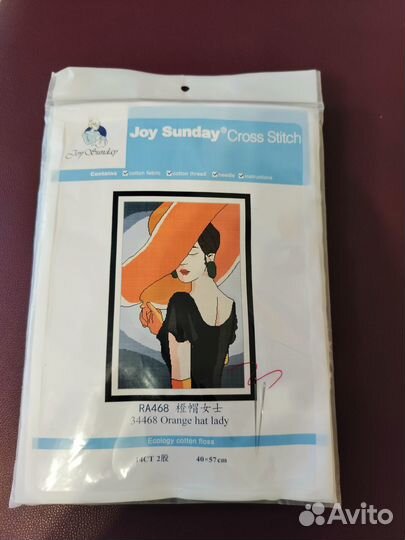 Joy Sunday® Cross Stitch
Joy Sunday
Contains cotton fabric cotton thread needle instructions
RA468 橙帽女士
34468 Orange hat lady
Ecology cotton floss
14CT 2股 40×57cm
Avito